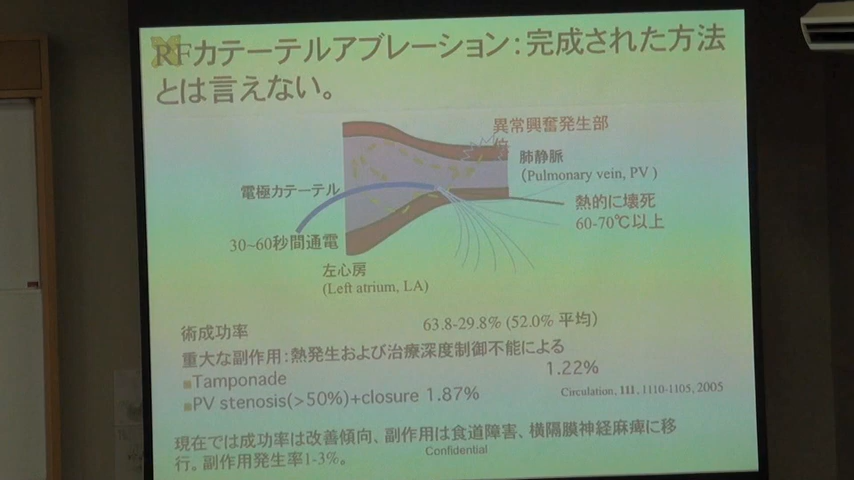 RFカテーテルアブレーション：完成された方法
とは言えない。
異常興奮発生部
位
肺静脈
（Pulmonary vein, PV）
電極カテーテル
熱的に壊死
60-70℃以上
30~60秒間通電
左心房
(Left atrium, LA)
術成功率 63.8-29.8% (52.0% 平均)
重大な副作用：熱発生および治療深度制御不能による
Tamponade 1.22%
PV stenosis(>50%)+closure 1.87%
Circulation, 111, 1110-1105, 2005
現在では成功率は改善傾向、副作用は食道障害、横隔膜神経麻痺に移
行。副作用発生率1-3%。
Confidential